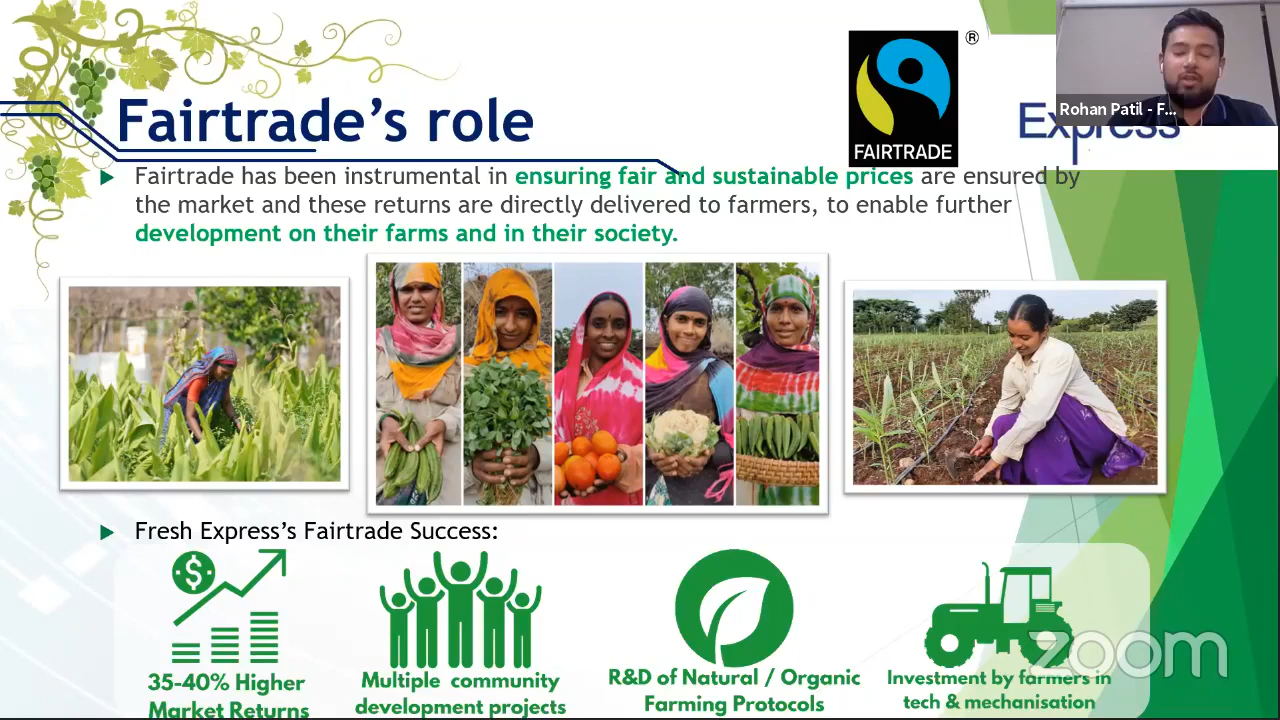 Fairtrade's role
FAIRTRADE
®
Express
Rohan Patil - F...
Fairtrade has been instrumental in ensuring fair and sustainable prices are ensured by
the market and these returns are directly delivered to farmers, to enable further
development on their farms and in their society.
Fresh Express's Fairtrade Success:
$
35-40% Higher
Market Returns
Multiple community
development projects
R&D of Natural / Organic
Farming Protocols
Investment by farmers in
tech & mechanisation
zoom